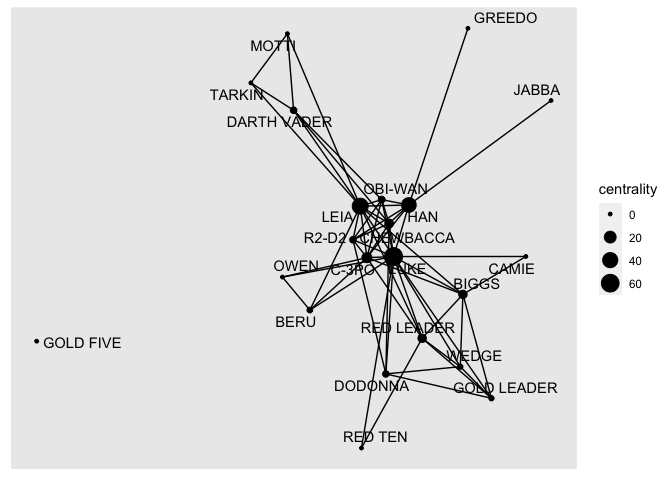 GREEDO
MOTTI
JABBA
TARKIN
DARTH VADER
centrality
OBI-WAN
0
LEIA
HAN
20
R2-D2
CHEWBACCA
40
OWEN
C-3PO
LUKE
CAMIE
60
BIGGS
BERU
RED LEADER
GOLD FIVE
WEDGE
DODONNA
GOLD LEADER
RED TEN